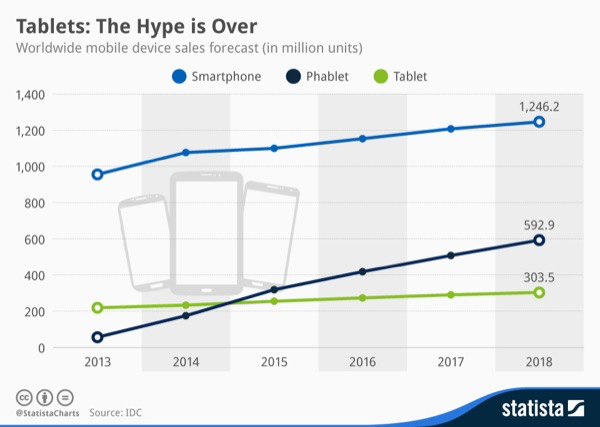 Tablets: The Hype is Over
Worldwide mobile device sales forecast (in million units)
Smartphone Phablet Tablet
1,400
1,246.2
1,200
1,000
800
592.9
600
400
303.5
200
0
2013 2014 2015 2016 2017 2018
@StatistaCharts Source: IDC
statista